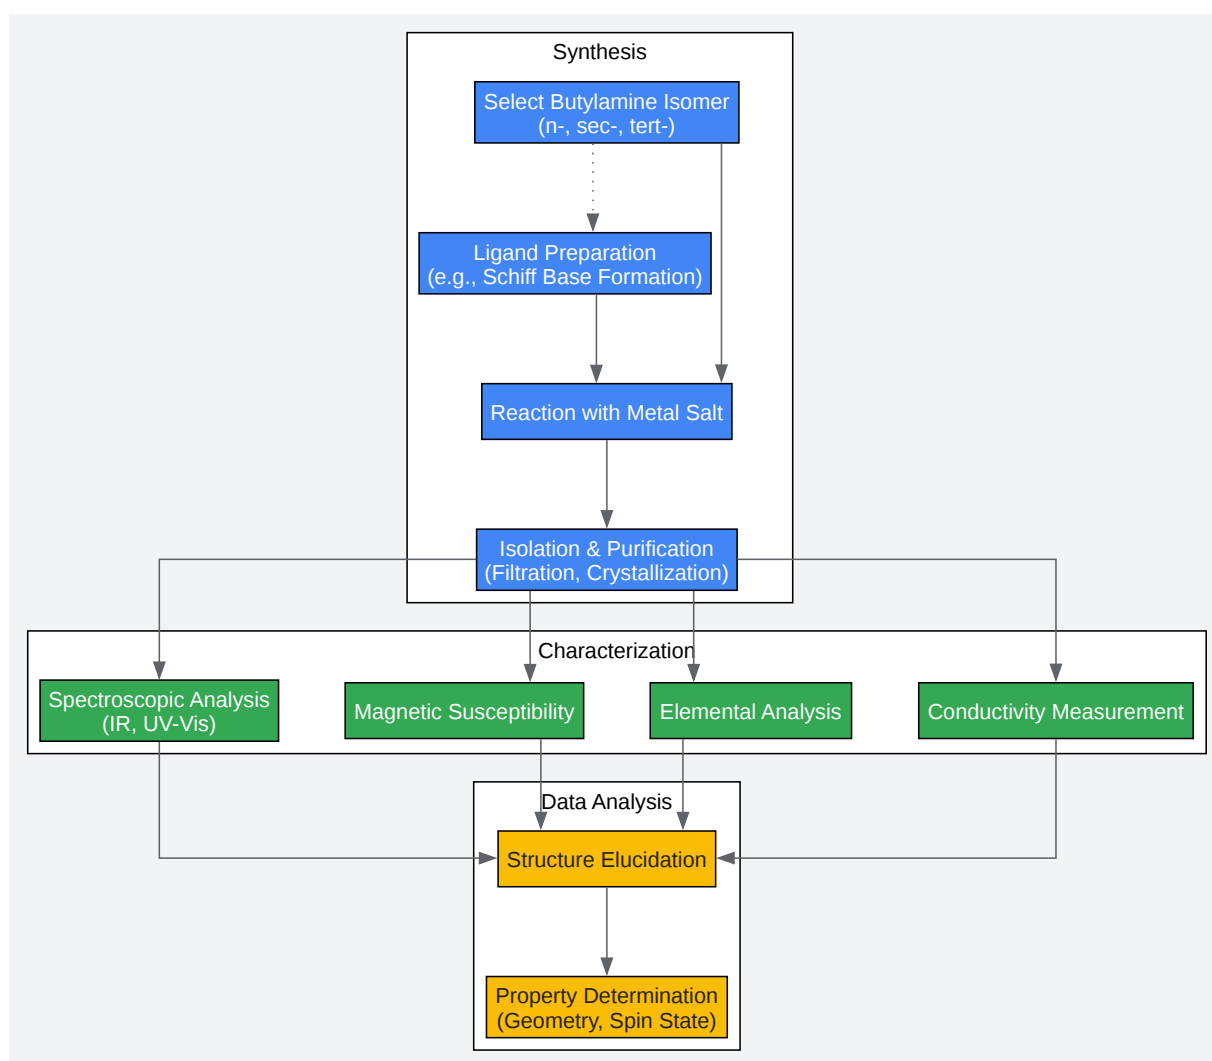 Synthesis
Select Butylamine Isomer
(n-, sec-, tert-)
Ligand Preparation
(e.g., Schiff Base Formation)
Reaction with Metal Salt
Isolation & Purification
(Filtration, Crystallization)
Characterization
Spectroscopic Analysis
(IR, UV-Vis)
Magnetic Susceptibility
Elemental Analysis
Conductivity Measurement
Data Analysis
Structure Elucidation
Property Determination
(Geometry, Spin State)